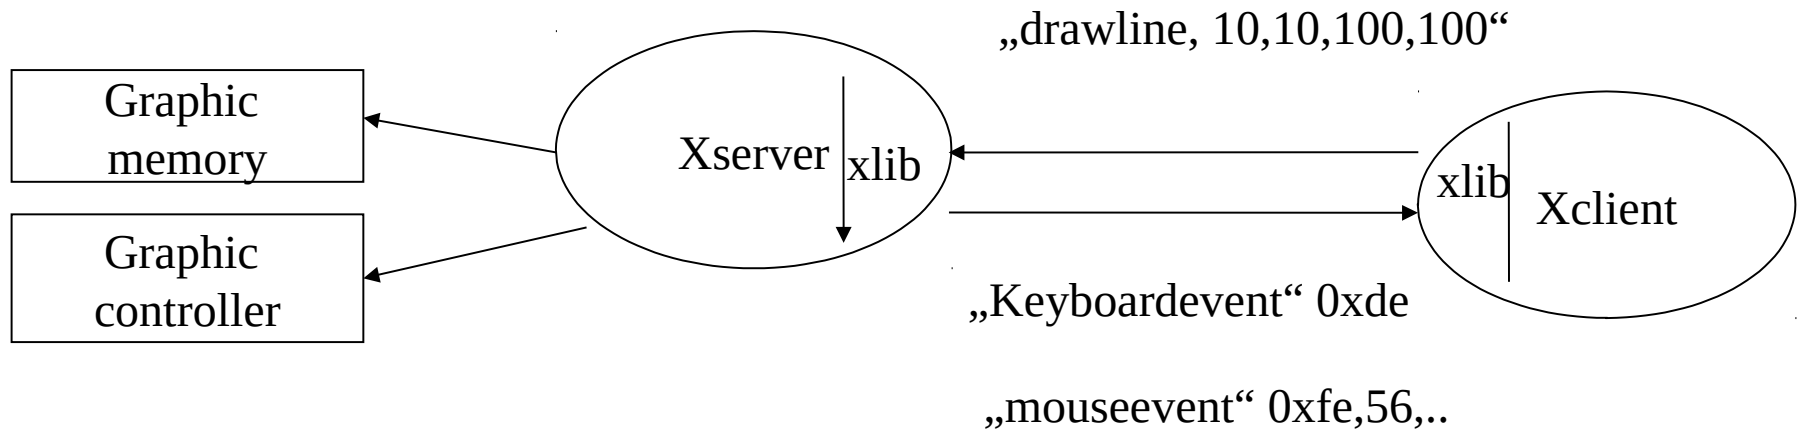 „drawline, 10,10,100,100“
Graphic
memory
Xserver
xlib
xlib
Xclient
Graphic
controller
„Keyboardevent“ 0xde
„mouseevent“ 0xfe,56,..